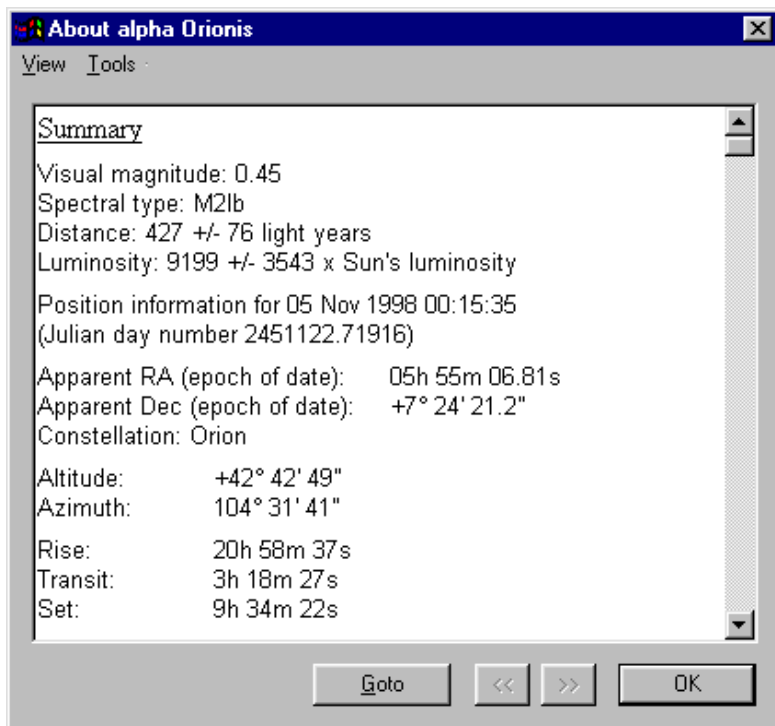 About alpha Orionis
View Tools
Summary
Visual magnitude: 0.45
Spectral type: M2Ib
Distance: 427 +/- 76 light years
Luminosity: 9199 +/- 3543 x Sun's luminosity
Position information for 05 Nov 1998 00:15:35
(Julian day number 2451122.71916)
Apparent RA (epoch of date): 05h 55m 06.81s
Apparent Dec (epoch of date): +7° 24' 21.2"
Constellation: Orion
Altitude: +42° 42' 49"
Azimuth: 104° 31' 41"
Rise: 20h 58m 37s
Transit: 3h 18m 27s
Set: 9h 34m 22s
Goto << >> OK